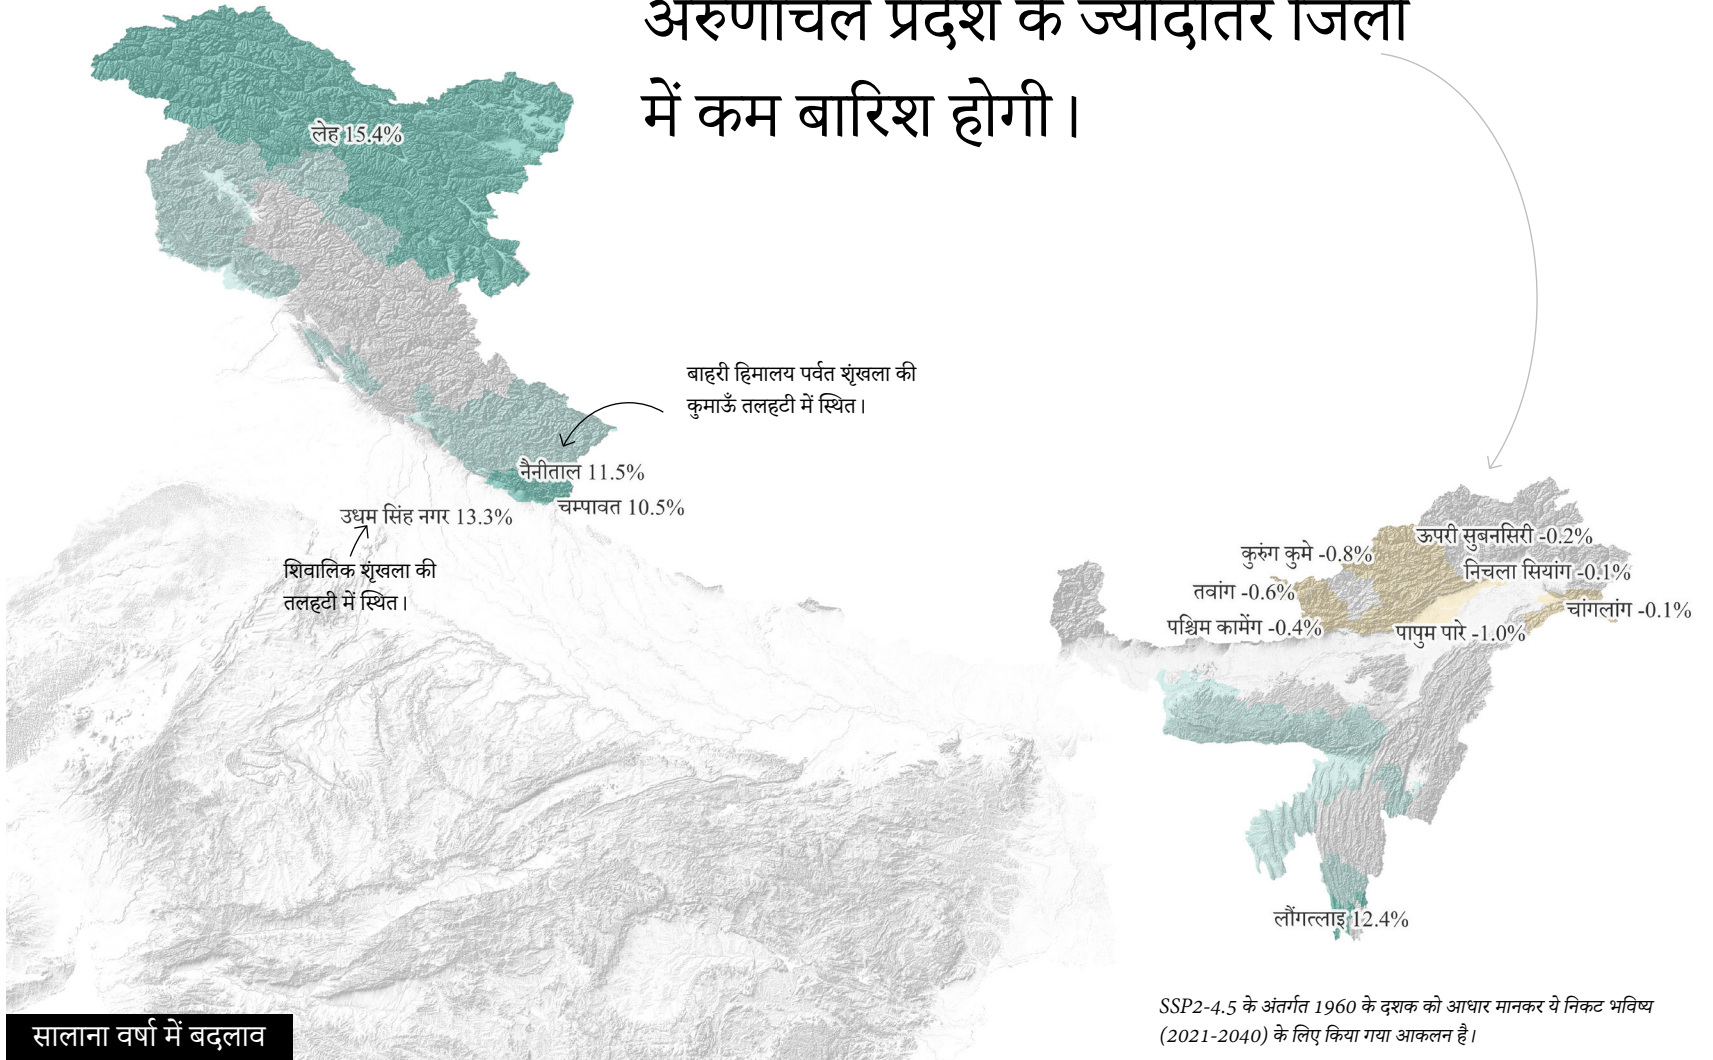 अरुणाचल प्रदेश के ज्यादातर जिलों
में कम बारिश होगी।
लेह 15.4%
बाहरी हिमालय पर्वत शृंखला की
कुमाऊँ तलहटी में स्थित।
नैनीताल 11.5%
चम्पावत 10.5%
उधम सिंह नगर 13.3%
शिवालिक शृंखला की
तलहटी में स्थित।
ऊपरी सुबनसिरी -0.2%
कुरुंग कुमे -0.8%
निचला सियांग -0.1%
तवांग -0.6%
चांगलांग -0.1%
पश्चिम कामेंग -0.4%
पापुम पारे -1.0%
लौंगत्लाइ 12.4%
SSP2-4.5 के अंतर्गत 1960 के दशक को आधार मानकर ये निकट भविष्य
(2021-2040) के लिए किया गया आकलन है।
सालाना वर्षा में बदलाव